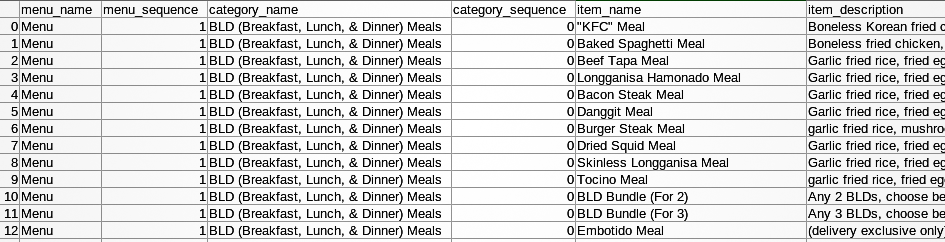 menu_name menu_sequence category_name category_sequence item_name item_description
0 Menu 1 BLD (Breakfast, Lunch, & Dinner) Meals 0 "KFC" Meal Boneless Korean fried c
1 Menu 1 BLD (Breakfast, Lunch, & Dinner) Meals 0 Baked Spaghetti Meal Boneless fried chicken,
2 Menu 1 BLD (Breakfast, Lunch, & Dinner) Meals 0 Beef Tapa Meal Garlic fried rice, fried eg
3 Menu 1 BLD (Breakfast, Lunch, & Dinner) Meals 0 Longganisa Hamonado Meal Garlic fried rice, fried eg
4 Menu 1 BLD (Breakfast, Lunch, & Dinner) Meals 0 Bacon Steak Meal Garlic fried rice, fried eg
5 Menu 1 BLD (Breakfast, Lunch, & Dinner) Meals 0 Danggit Meal Garlic fried rice, fried eg
6 Menu 1 BLD (Breakfast, Lunch, & Dinner) Meals 0 Burger Steak Meal garlic fried rice, mushro
7 Menu 1 BLD (Breakfast, Lunch, & Dinner) Meals 0 Dried Squid Meal Garlic fried rice, fried eg
8 Menu 1 BLD (Breakfast, Lunch, & Dinner) Meals 0 Skinless Longganisa Meal Garlic fried rice, fried eg
9 Menu 1 BLD (Breakfast, Lunch, & Dinner) Meals 0 Tocino Meal garlic fried rice, fried eg
10 Menu 1 BLD (Breakfast, Lunch, & Dinner) Meals 0 BLD Bundle (For 2) Any 2 BLDs, choose be
11 Menu 1 BLD (Breakfast, Lunch, & Dinner) Meals 0 BLD Bundle (For 3) Any 3 BLDs, choose be
12 Menu 1 BLD (Breakfast, Lunch, & Dinner) Meals 0 Embotido Meal (delivery exclusive only